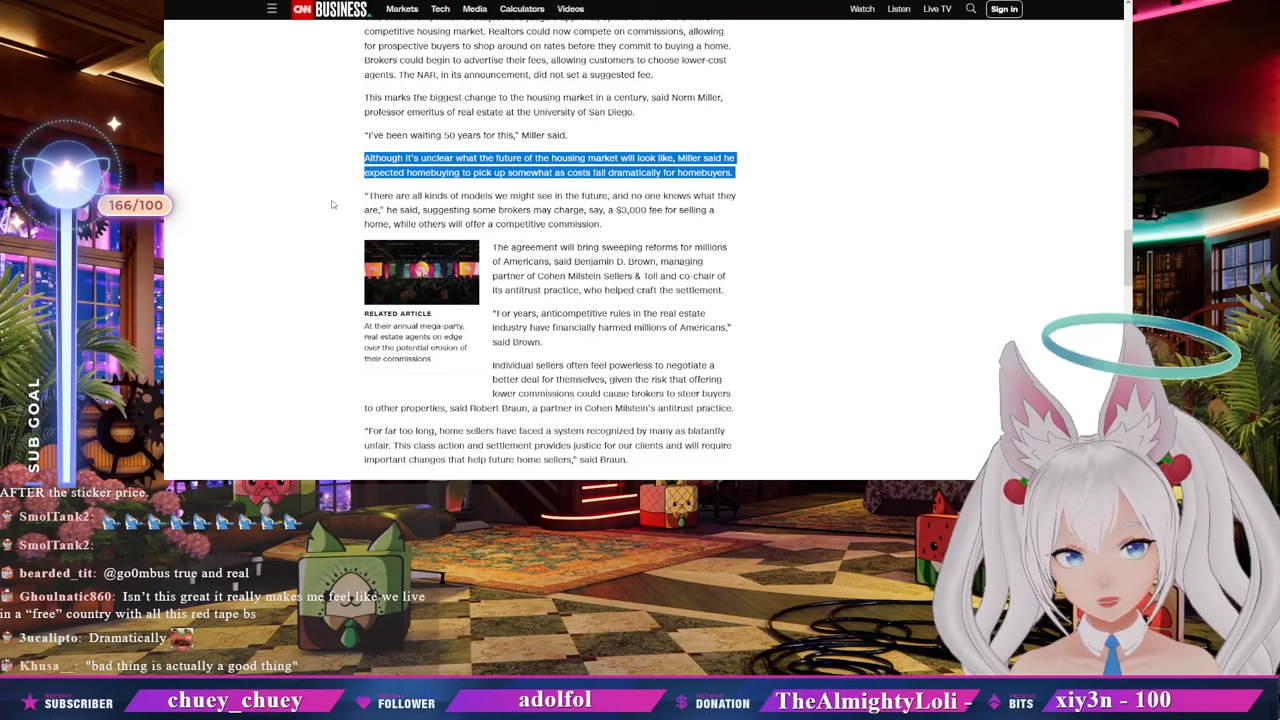 CNN BUSINESS Markets Tech Media Calculators Videos Watch Listen Live TV Sign in
competitive housing market. Realtors could now compete on commissions, allowing
for prospective buyers to shop around on rates before they commit to buying a home.
Brokers could begin to advertise their fees, allowing customers to choose lower-cost
agents. The NAR, in its announcement, did not set a suggested fee.
This marks the biggest change to the housing market in a century, said Norm Miller,
professor emeritus of real estate at the University of San Diego.
“I’ve been waiting 50 years for this,” Miller said.
Although it’s unclear what the future of the housing market will look like, Miller said he
expected homebuying to pick up somewhat as costs fall dramatically for homebuyers.
“There are all kinds of models we might see in the future, and no one knows what they
are,” he said, suggesting some brokers may charge, say, a $3,000 fee for selling a
home, while others will offer a competitive commission.
The agreement will bring sweeping reforms for millions
of Americans, said Benjamin D. Brown, managing
partner of Cohen Milstein Sellers & Toll and co-chair of
its antitrust practice, who helped craft the settlement.
RELATED ARTICLE
At their annual mega-party,
real estate agents on edge
over the potential erosion of
their commissions
“For years, anticompetitive rules in the real estate
industry have financially harmed millions of Americans,”
said Brown.
Individual sellers often feel powerless to negotiate a
better deal for themselves, given the risk that offering
lower commissions could cause brokers to steer buyers
to other properties, said Robert Braun, a partner in Cohen Milstein’s antitrust practice.
“For far too long, home sellers have faced a system recognized by many as blatantly
unfair. This class action and settlement provides justice for our clients and will require
important changes that help future home sellers,” said Braun.
166/100
SUB GOAL
AFTER the sticker price.
SmolTank2:
SmolTank2:
bearded_tit: @go0mbus true and real
Ghoulnatic860: Isn’t this great it really makes me feel like we live
in a “free” country with all this red tape bs
3ucalipto: Dramatically
Khusa__: "bad thing is actually a good thing"
RECENT SUBSCRIBER chuey_chuey RECENT FOLLOWER adolfol RECENT DONATION TheAlmightyLoli - RECENT BITS xiy3n - 100